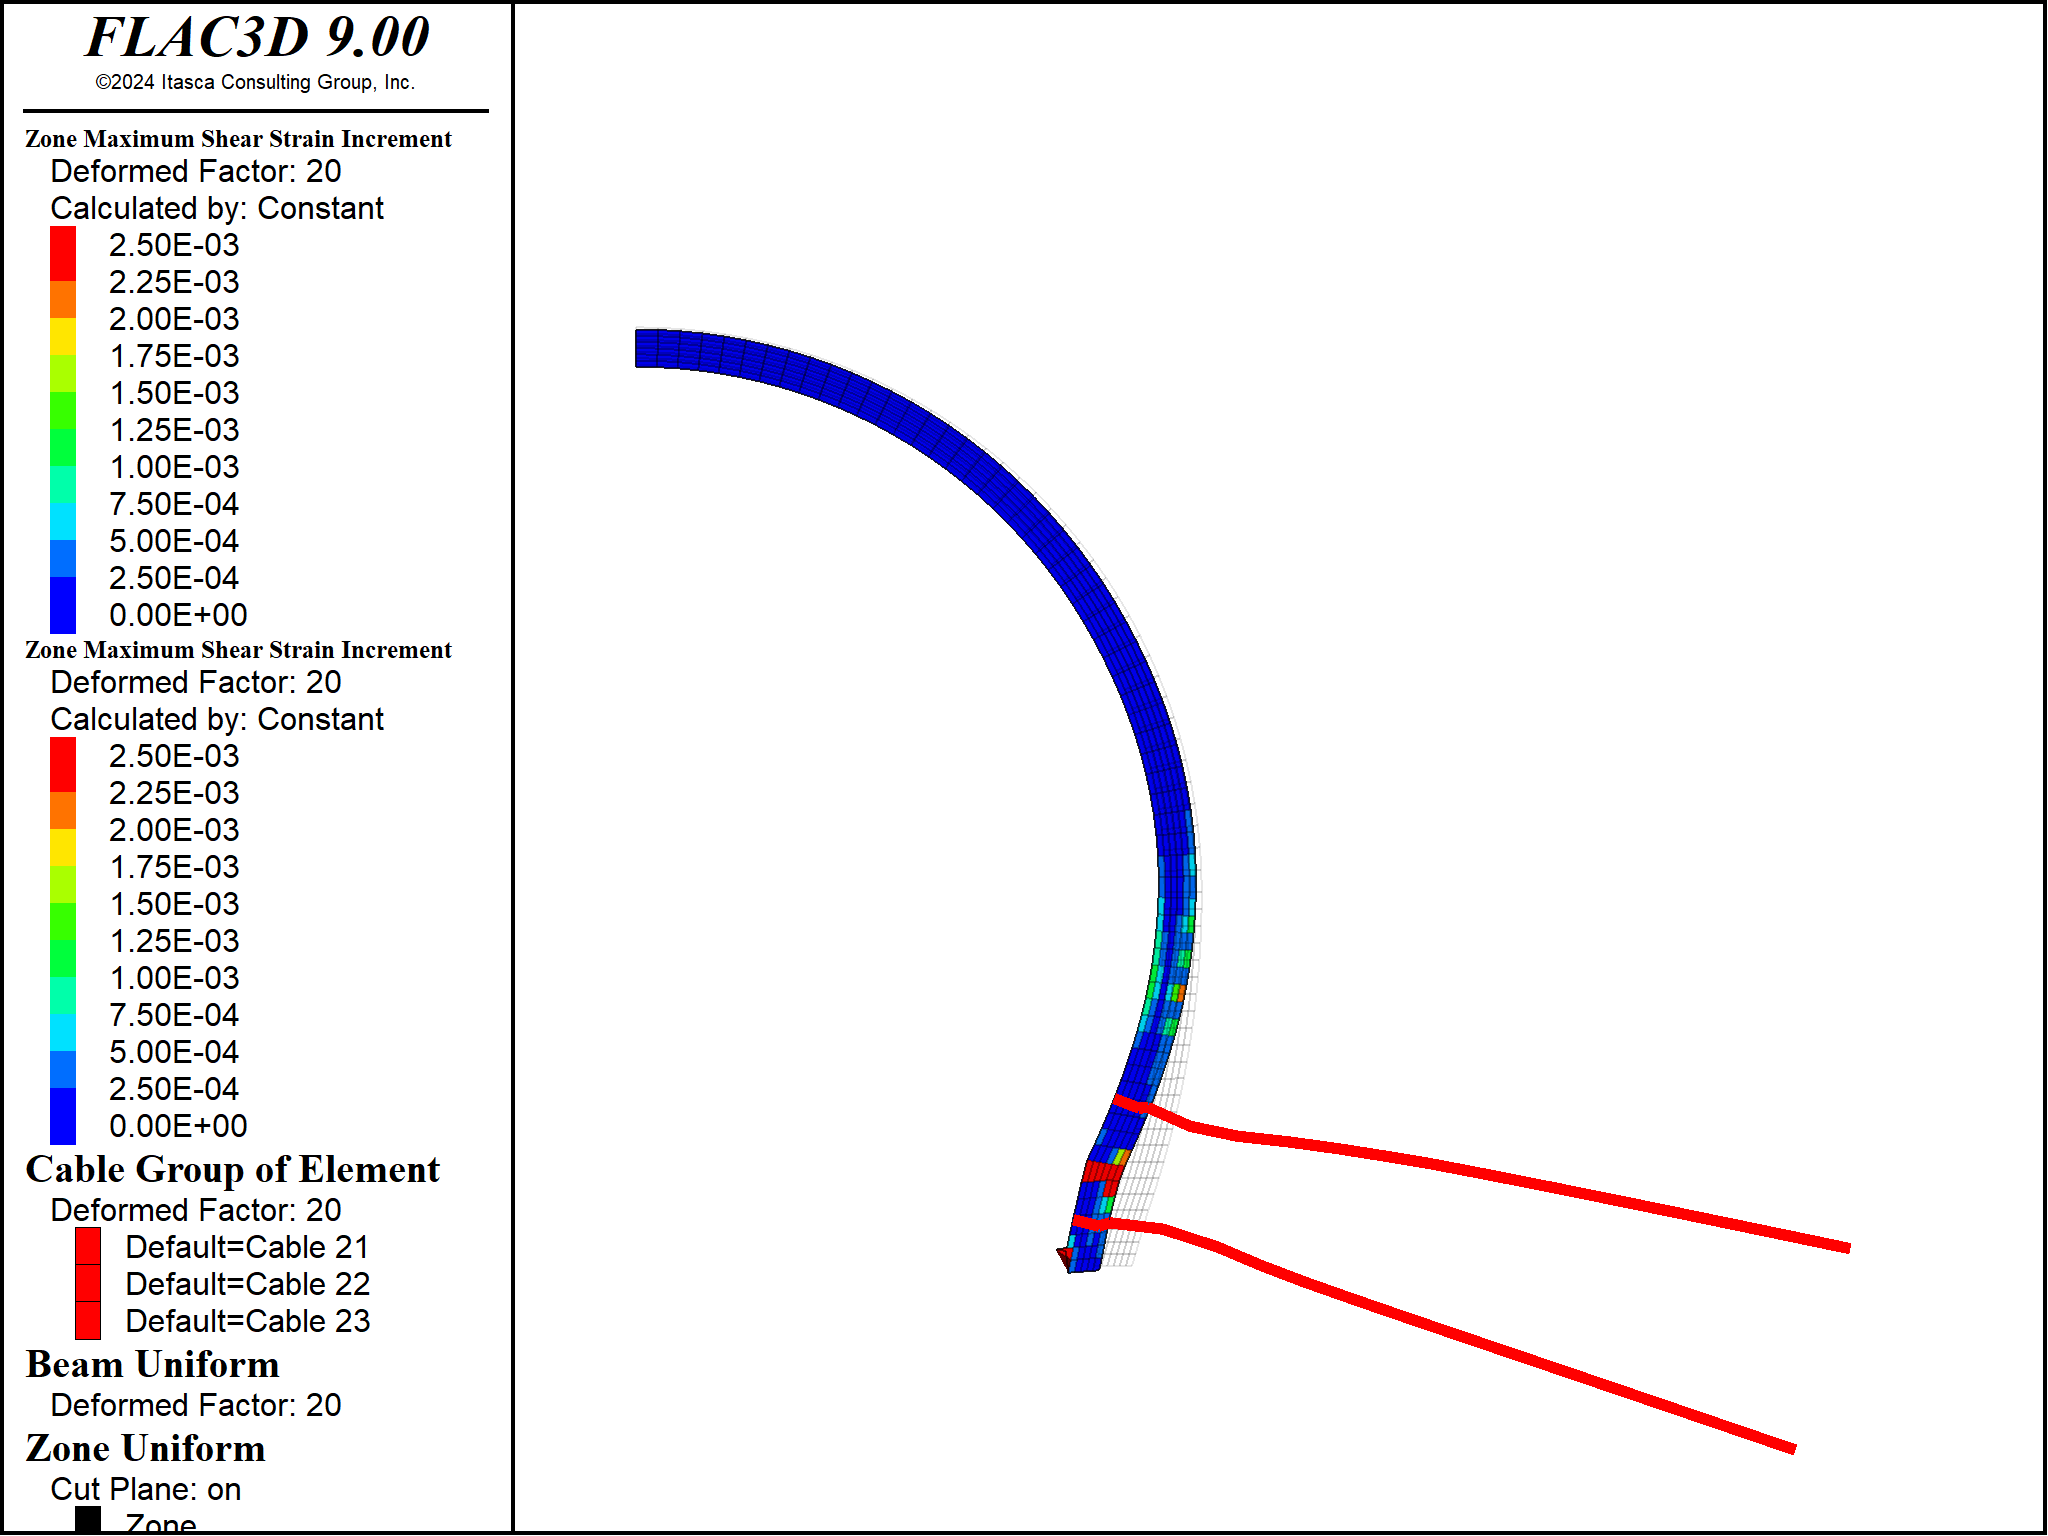 FLAC3D 9.00
©2024 Itasca Consulting Group, Inc.
Zone Maximum Shear Strain Increment
Deformed Factor: 20
Calculated by: Constant
2.50E-03
2.25E-03
2.00E-03
1.75E-03
1.50E-03
1.25E-03
1.00E-03
7.50E-04
5.00E-04
2.50E-04
0.00E+00
Zone Maximum Shear Strain Increment
Deformed Factor: 20
Calculated by: Constant
2.50E-03
2.25E-03
2.00E-03
1.75E-03
1.50E-03
1.25E-03
1.00E-03
7.50E-04
5.00E-04
2.50E-04
0.00E+00
Cable Group of Element
Deformed Factor: 20
Default=Cable 21
Default=Cable 22
Default=Cable 23
Beam Uniform
Deformed Factor: 20
Zone Uniform
Cut Plane: on
Zone